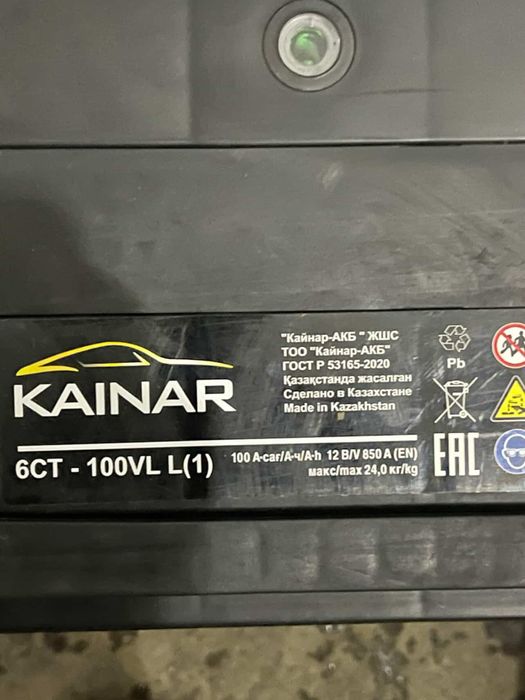 KAINAR
"Кайнар-АКБ " ЖШС
ТОО "Кайнар-АКБ"
ГОСТ Р 53165-2020
Қазақстанда жасалған
Сделано в Казахстане
Made in Kazakhstan
Pb
6СТ - 100VL L(1)
100 А-сағ/А-ч/A-h 12 В/V 850 А (EN)
макс/max 24,0 кг/kg
EAC